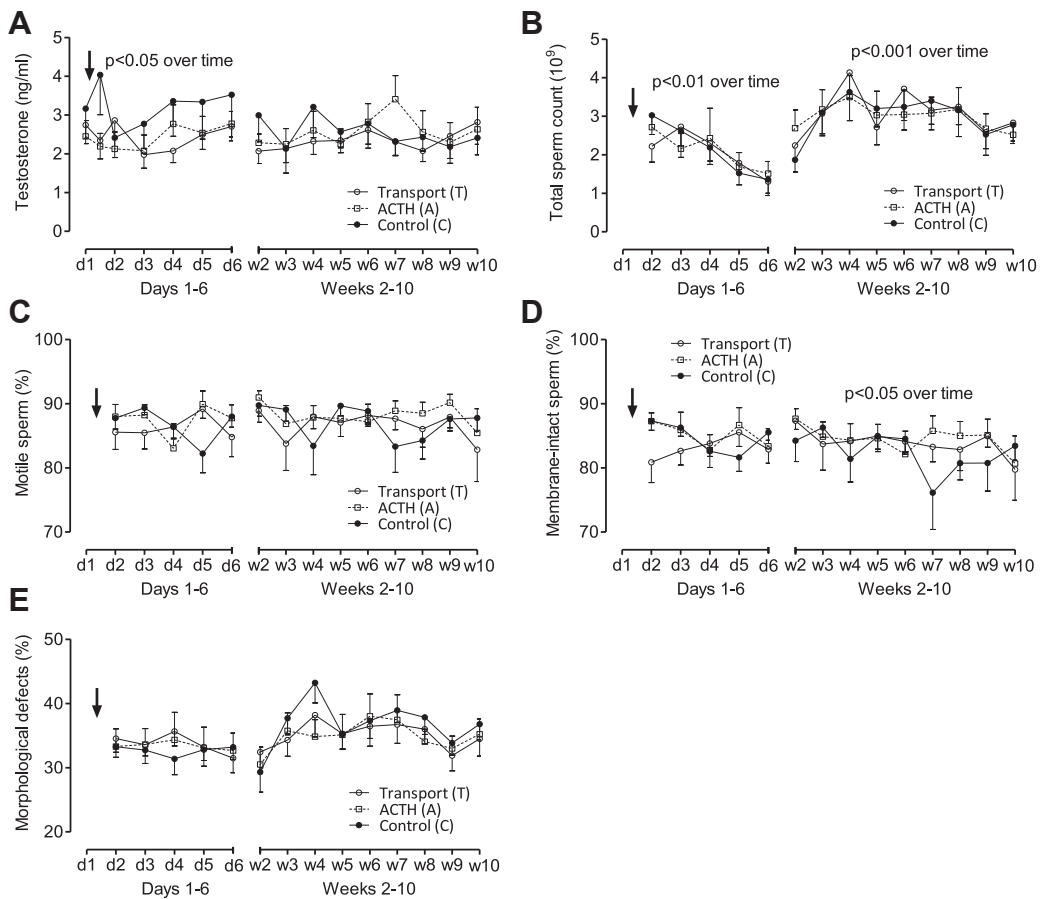 A
Testosterone (ng/ml)
5
4
3
2
1
0
p<0.05 over time
Transport (T)
ACTH (A)
Control (C)
d1 d2 d3 d4 d5 d6 w2 w3 w4 w5 w6 w7 w8 w9 w10
Days 1-6 Weeks 2-10
B
Total sperm count (10⁹)
5
4
3
2
1
0
p<0.01 over time
p<0.001 over time
Transport (T)
ACTH (A)
Control (C)
d1 d2 d3 d4 d5 d6 w2 w3 w4 w5 w6 w7 w8 w9 w10
Days 1-6 Weeks 2-10
C
Motile sperm (%)
100
90
80
70
Transport (T)
ACTH (A)
Control (C)
d1 d2 d3 d4 d5 d6 w2 w3 w4 w5 w6 w7 w8 w9 w10
Days 1-6 Weeks 2-10
D
Membrane-intact sperm (%)
100
90
80
70
Transport (T)
ACTH (A)
Control (C)
p<0.05 over time
d1 d2 d3 d4 d5 d6 w2 w3 w4 w5 w6 w7 w8 w9 w10
Days 1-6 Weeks 2-10
E
Morphological defects (%)
50
40
30
20
Transport (T)
ACTH (A)
Control (C)
d1 d2 d3 d4 d5 d6 w2 w3 w4 w5 w6 w7 w8 w9 w10
Days 1-6 Weeks 2-10